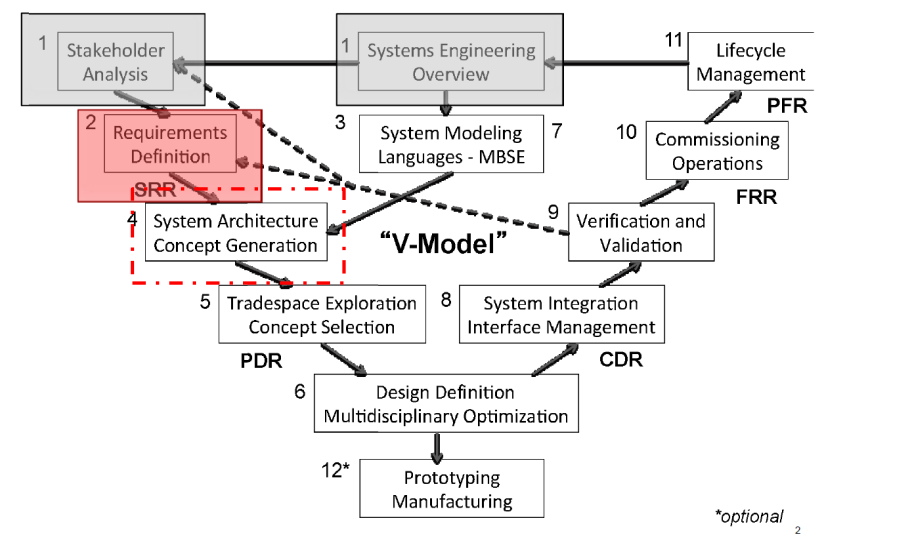 1
Stakeholder
Analysis
1
Systems Engineering
Overview
11
Lifecycle
Management
PFR
2
Requirements
Definition
SRR
3
System Modeling
Languages - MBSE
7
10
Commissioning
Operations
FRR
4
System Architecture
Concept Generation
“V-Model”
9
Verification and
Validation
5
Tradespace Exploration
Concept Selection
PDR
8
System Integration
Interface Management
CDR
6
Design Definition
Multidisciplinary Optimization
12*
Prototyping
Manufacturing
*optional
2